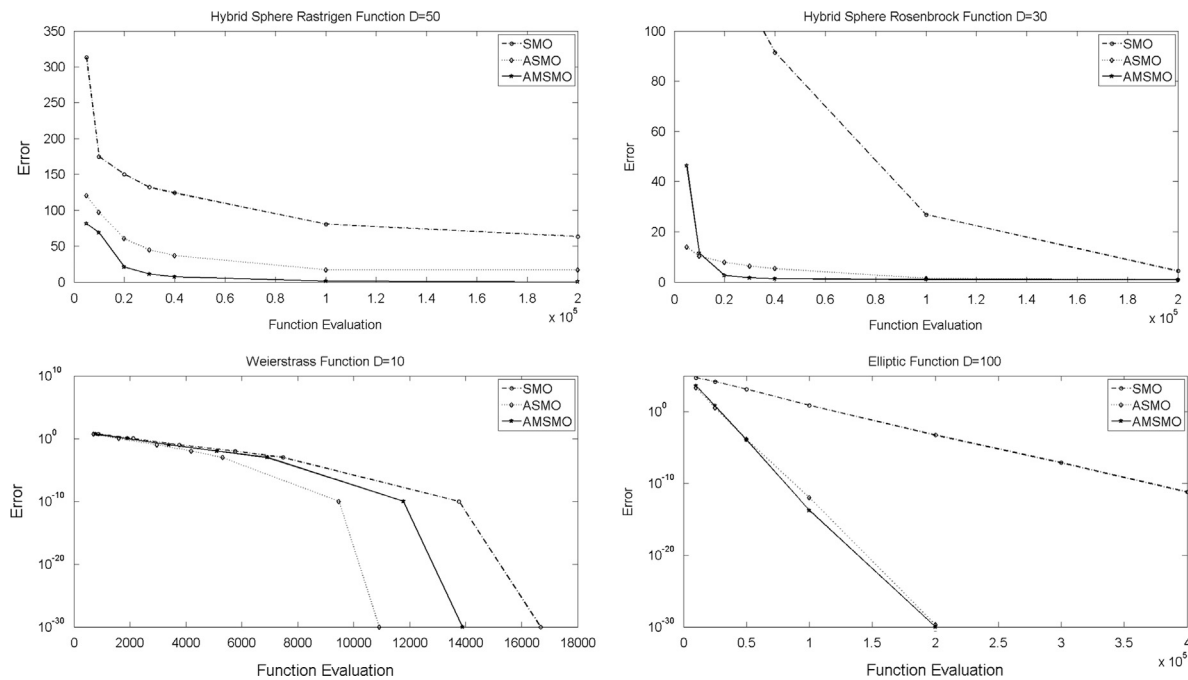 Hybrid Sphere Rastrigen Function D=50
350
300
250
200
150
100
50
0
Error
0 0.2 0.4 0.6 0.8 1 1.2 1.4 1.6 1.8 2
x 10^5
Function Evaluation
SMO
ASMO
AMSMO
Hybrid Sphere Rosenbrock Function D=30
100
80
60
40
20
0
Error
0 0.2 0.4 0.6 0.8 1 1.2 1.4 1.6 1.8 2
x 10^5
Function Evaluation
SMO
ASMO
AMSMO
Weierstrass Function D=10
10^10
10^0
10^-10
10^-20
10^-30
Error
0 2000 4000 6000 8000 10000 12000 14000 16000 18000
Function Evaluation
SMO
ASMO
AMSMO
Elliptic Function D=100
10^0
10^-10
10^-20
10^-30
Error
0 0.5 1 1.5 2 2.5 3 3.5 4
x 10^5
Function Evaluation
SMO
ASMO
AMSMO